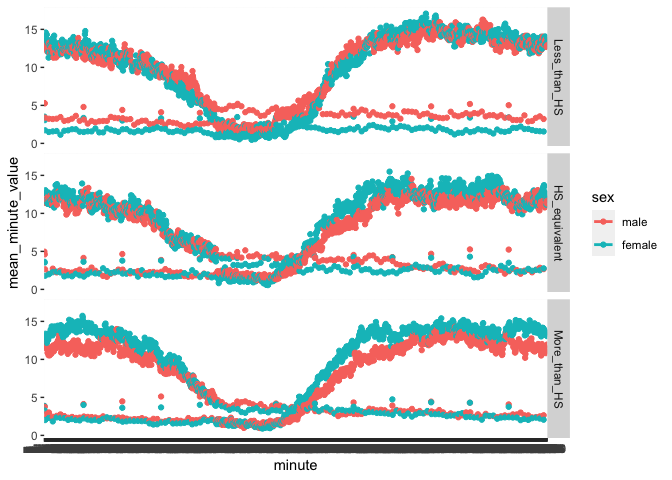 mean_minute_value
15
10
5
0
Less_than_HS
15
10
5
0
HS_equivalent
15
10
5
0
More_than_HS
minute
sex
male
female